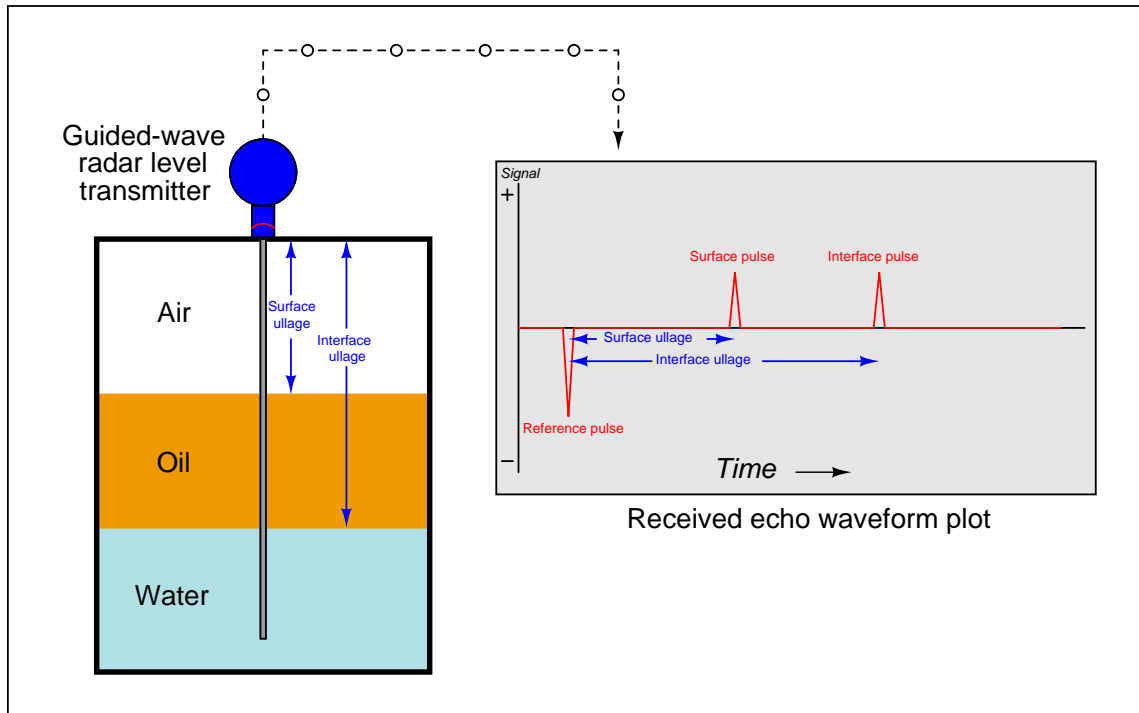 Guided-wave
radar level
transmitter
Air
Surface
ullage
Interface
ullage
Oil
Water
Signal
+
Surface pulse
Interface pulse
Surface ullage
Interface ullage
Reference pulse
−
Time
Received echo waveform plot